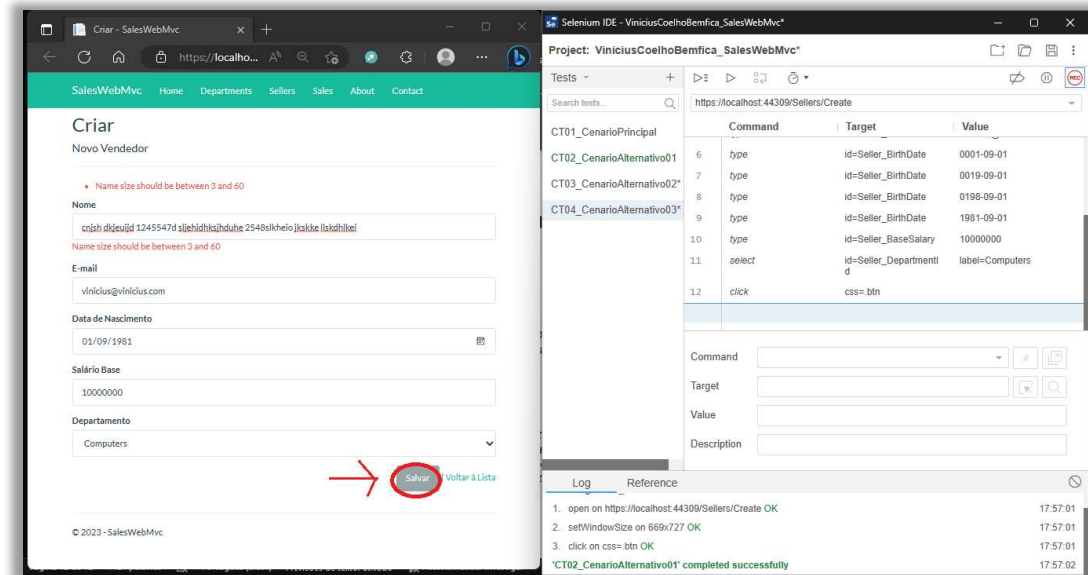 Criar - SalesWebMvc
https://localho...
SalesWebMvc Home Departments Sellers Sales About Contact
Criar
Novo Vendedor
Name size should be between 3 and 60
Nome
cnjsh dkjeuijd 1245547d sljehidhksjhduhe 2548slkheio jkskke llskdhlkei
Name size should be between 3 and 60
E-mail
vinicius@vinicius.com
Data de Nascimento
01/09/1981
Salário Base
10000000
Departamento
Computers
Salvar Voltar à Lista
© 2023 - SalesWebMvc
Se Selenium IDE - ViniciusCoelhoBemfica_SalesWebMvc*
Project: ViniciusCoelhoBemfica_SalesWebMvc*
Tests
REC
Search tests...
https://localhost:44309/Sellers/Create
CT01_CenarioPrincipal
CT02_CenarioAlternativo01
CT03_CenarioAlternativo02*
CT04_CenarioAlternativo03*
Command Target Value
6 type id=Seller_BirthDate 0001-09-01
7 type id=Seller_BirthDate 0019-09-01
8 type id=Seller_BirthDate 0198-09-01
9 type id=Seller_BirthDate 1981-09-01
10 type id=Seller_BaseSalary 10000000
11 select id=Seller_DepartmentI label=Computers
d
12 click css=.btn
Command
//
Target
Value
Description
Log Reference
1. open on https://localhost:44309/Sellers/Create OK 17:57:01
2. setWindowSize on 669x727 OK 17:57:01
3. click on css=.btn OK 17:57:01
'CT02_CenarioAlternativo01' completed successfully 17:57:02